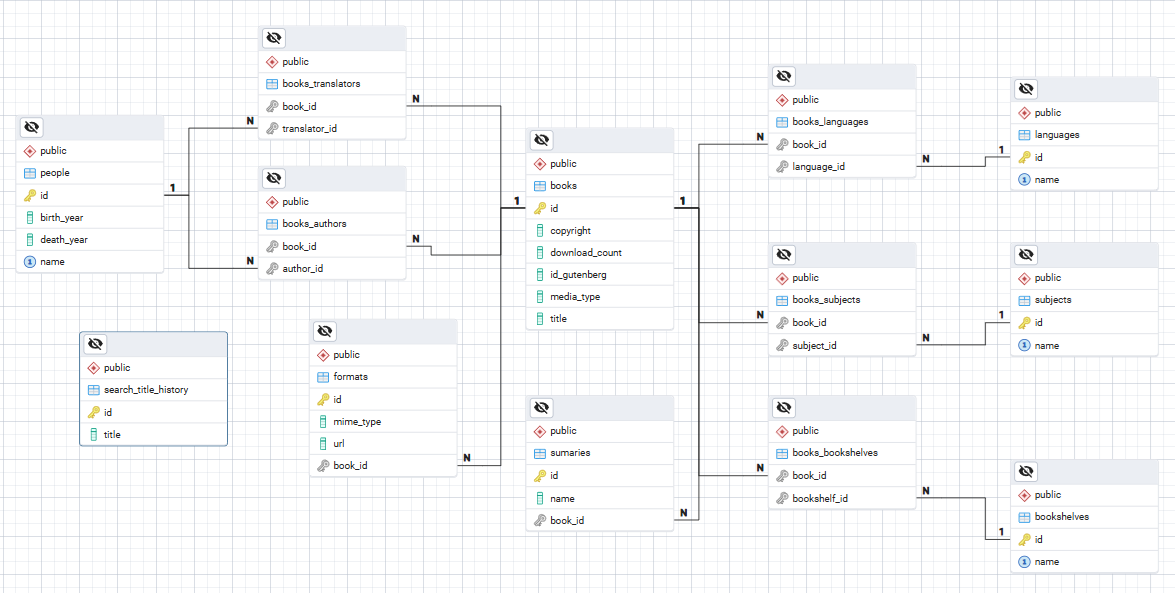 public
books_translators
book_id
translator_id
N
N
public
people
id
birth_year
death_year
name
1
public
books_authors
book_id
author_id
N
N
public
search_title_history
id
title
public
formats
id
mime_type
url
book_id
N
public
books
id
copyright
download_count
id_gutenberg
media_type
title
1
1
public
sumaries
id
name
book_id
N
public
books_languages
book_id
language_id
N
N
public
languages
id
name
1
public
books_subjects
book_id
subject_id
N
N
public
subjects
id
name
1
public
books_bookshelves
book_id
bookshelf_id
N
N
public
bookshelves
id
name
1